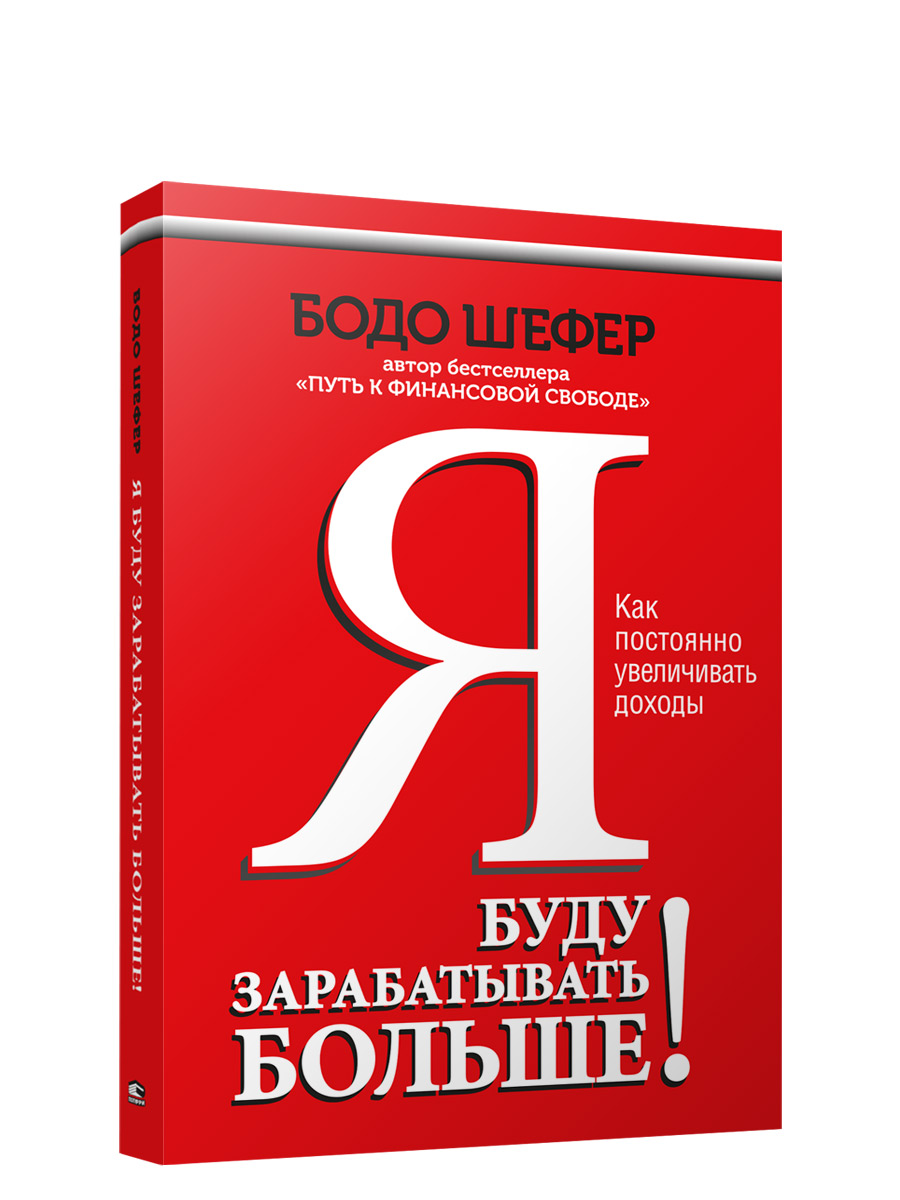 БОДО ШЕФЕР
автор бестселлера
«ПУТЬ К ФИНАНСОВОЙ СВОБОДЕ»
Я
Как
постоянно
увеличивать
доходы
БУДУ
ЗАРАБАТЫВАТЬ
БОЛЬШЕ!
БОДО ШЕФЕР Я БУДУ ЗАРАБАТЫВАТЬ БОЛЬШЕ!
ПОПУРРИ